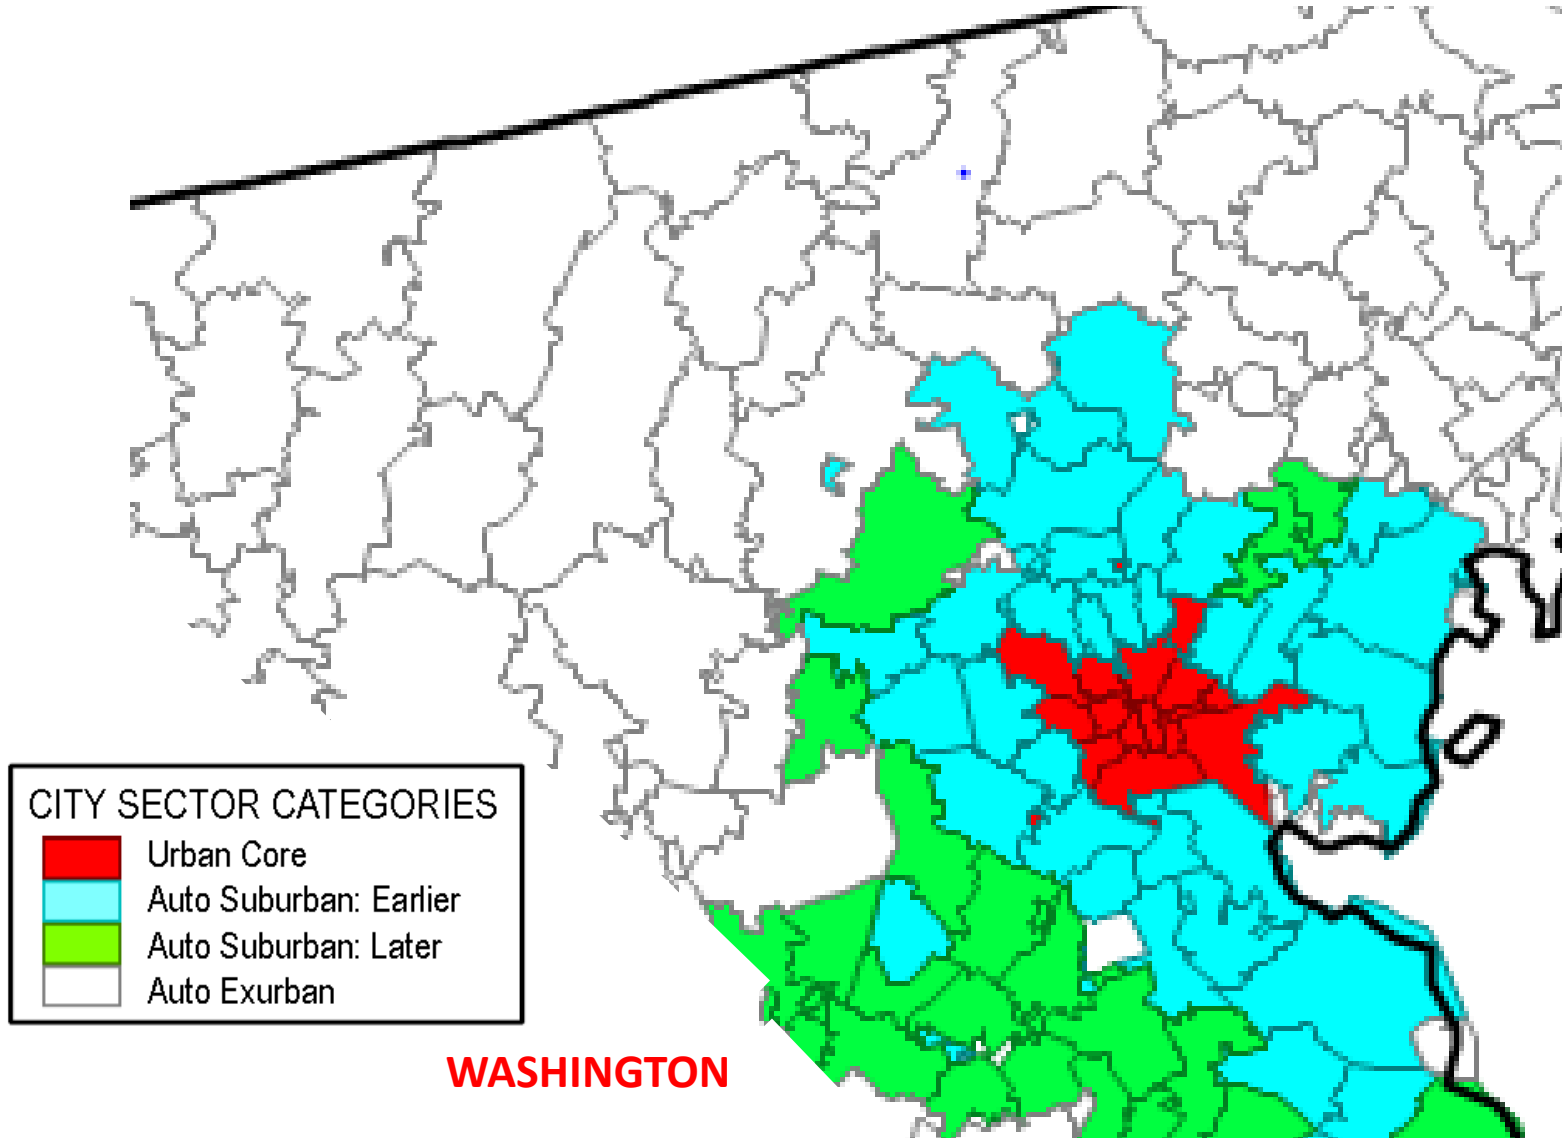 CITY SECTOR CATEGORIES
Urban Core
Auto Suburban: Earlier
Auto Suburban: Later
Auto Exurban
WASHINGTON